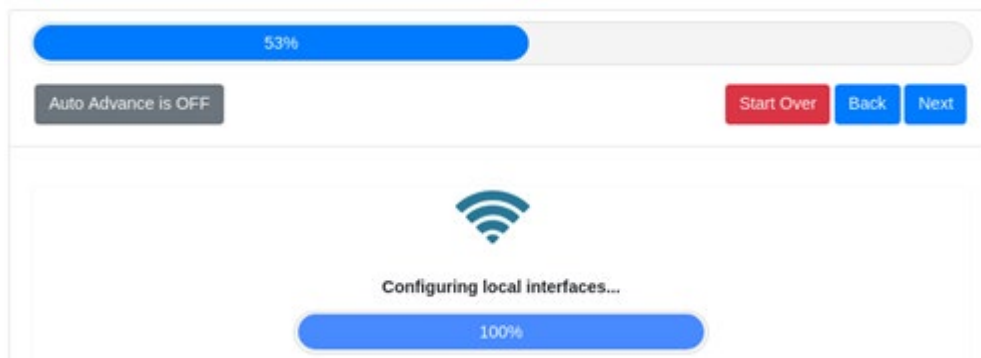 53%
Auto Advance is OFF
Start Over
Back
Next
Configuring local interfaces...
100%